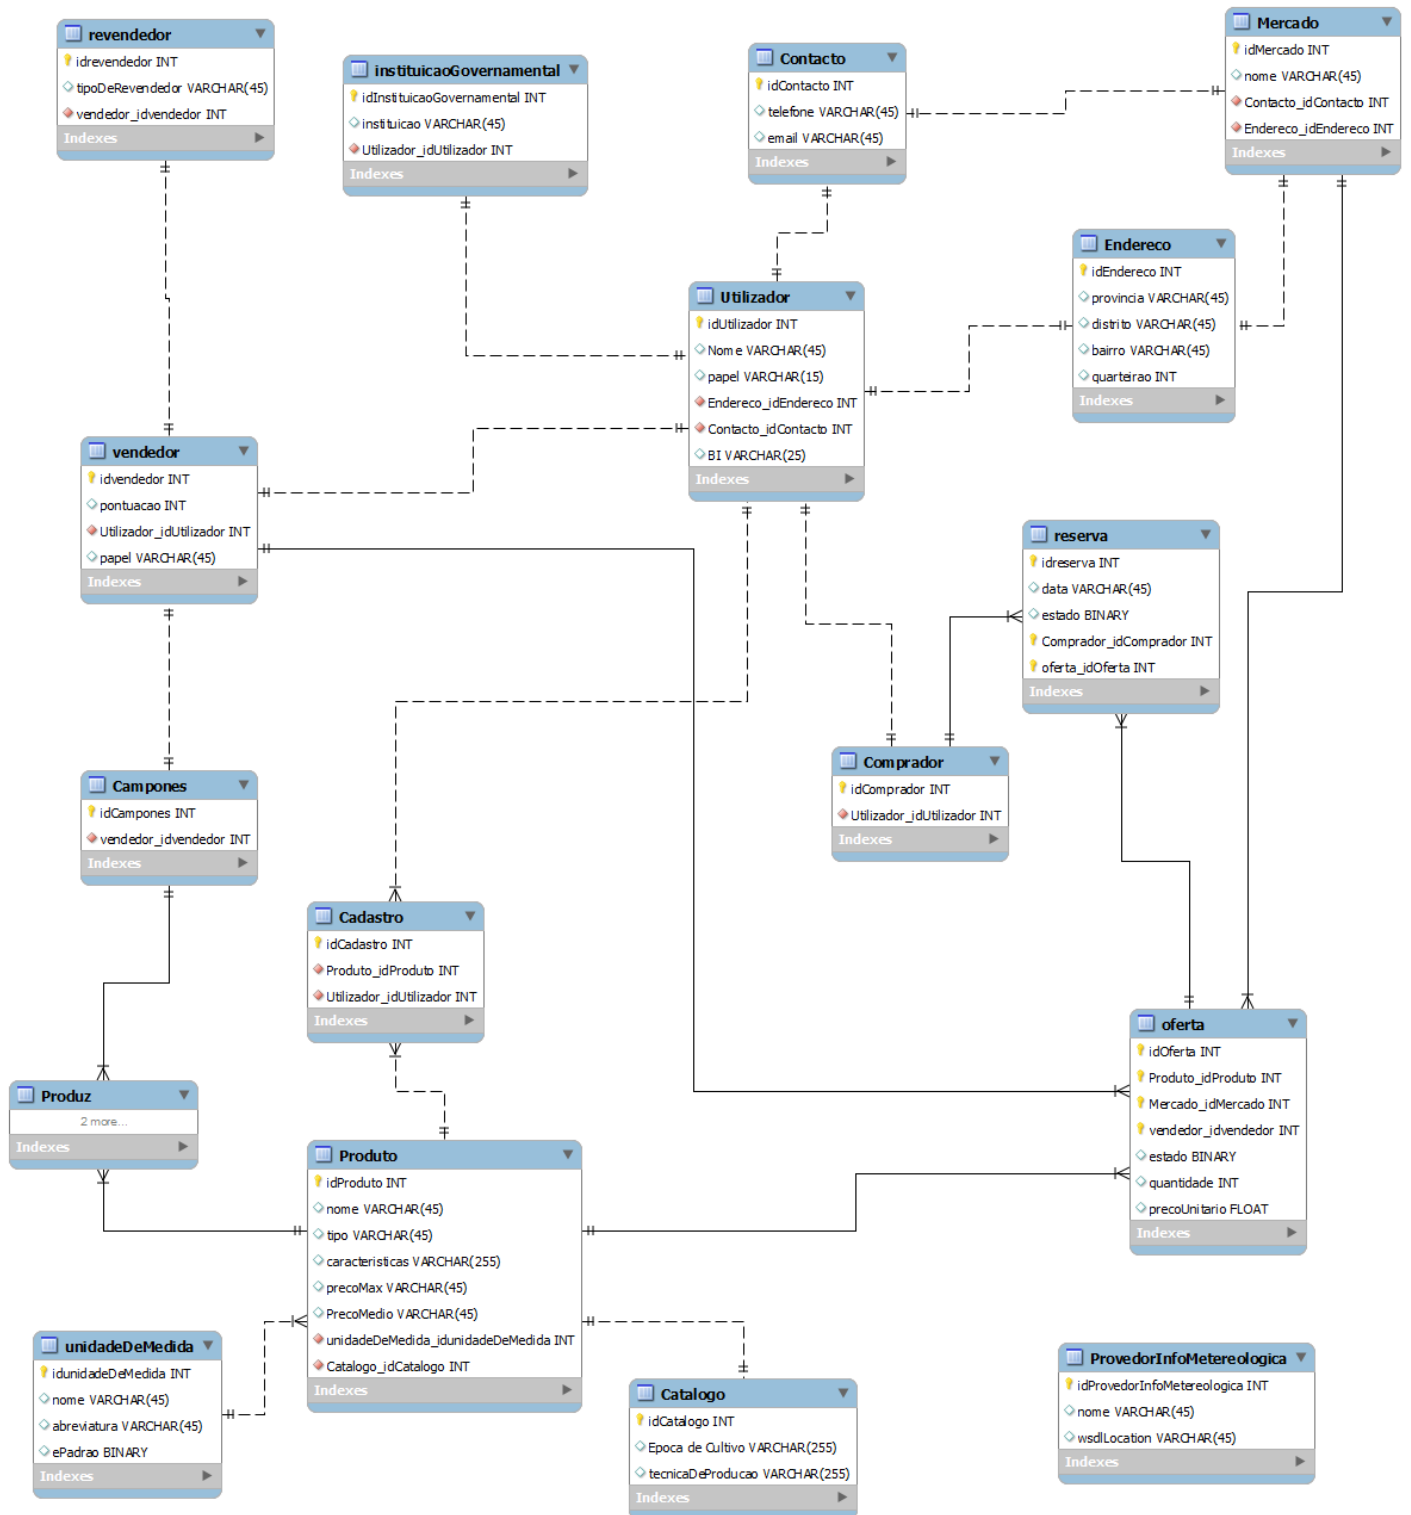 revendedor
idrevendedor INT
tipoDeRevendedor VARCHAR(45)
vendedor_idvendedor INT
Indexes
instituicaoGovernamental
idInstituicaoGovernamental INT
instituicao VARCHAR(45)
Utilizador_idUtilizador INT
Indexes
Contacto
idContacto INT
telefone VARCHAR(45)
email VARCHAR(45)
Indexes
Mercado
idMercado INT
nome VARCHAR(45)
Contacto_idContacto INT
Endereco_idEndereco INT
Indexes
Endereco
idEndereco INT
provincia VARCHAR(45)
distrito VARCHAR(45)
bairro VARCHAR(45)
quarteirao INT
Indexes
Utilizador
idUtilizador INT
Nome VARCHAR(45)
papel VARCHAR(15)
Endereco_idEndereco INT
Contacto_idContacto INT
BI VARCHAR(25)
Indexes
vendedor
idvendedor INT
pontuacao INT
Utilizador_idUtilizador INT
papel VARCHAR(45)
Indexes
reserva
idreserva INT
data VARCHAR(45)
estado BINARY
Comprador_idComprador INT
oferta_idOferta INT
Indexes
Comprador
idComprador INT
Utilizador_idUtilizador INT
Indexes
Campones
idCampones INT
vendedor_idvendedor INT
Indexes
Cadastro
idCadastro INT
Produto_idProduto INT
Utilizador_idUtilizador INT
Indexes
oferta
idOferta INT
Produto_idProduto INT
Mercado_idMercado INT
vendedor_idvendedor INT
estado BINARY
quantidade INT
precoUnitario FLOAT
Indexes
Produz
2 more...
Indexes
Produto
idProduto INT
nome VARCHAR(45)
tipo VARCHAR(45)
caracteristicas VARCHAR(255)
precoMax VARCHAR(45)
PrecoMedio VARCHAR(45)
unidadeDeMedida_idunidadeDeMedida INT
Catalogo_idCatalogo INT
Indexes
unidadeDeMedida
idunidadeDeMedida INT
nome VARCHAR(45)
abreviatura VARCHAR(45)
ePadrao BINARY
Indexes
Catalogo
idCatalogo INT
Epoca de Cultivo VARCHAR(255)
tecnicaDeProducao VARCHAR(255)
Indexes
ProvedorInfoMetereologica
idProvedorInfoMetereologica INT
nome VARCHAR(45)
wsdlLocation VARCHAR(45)
Indexes